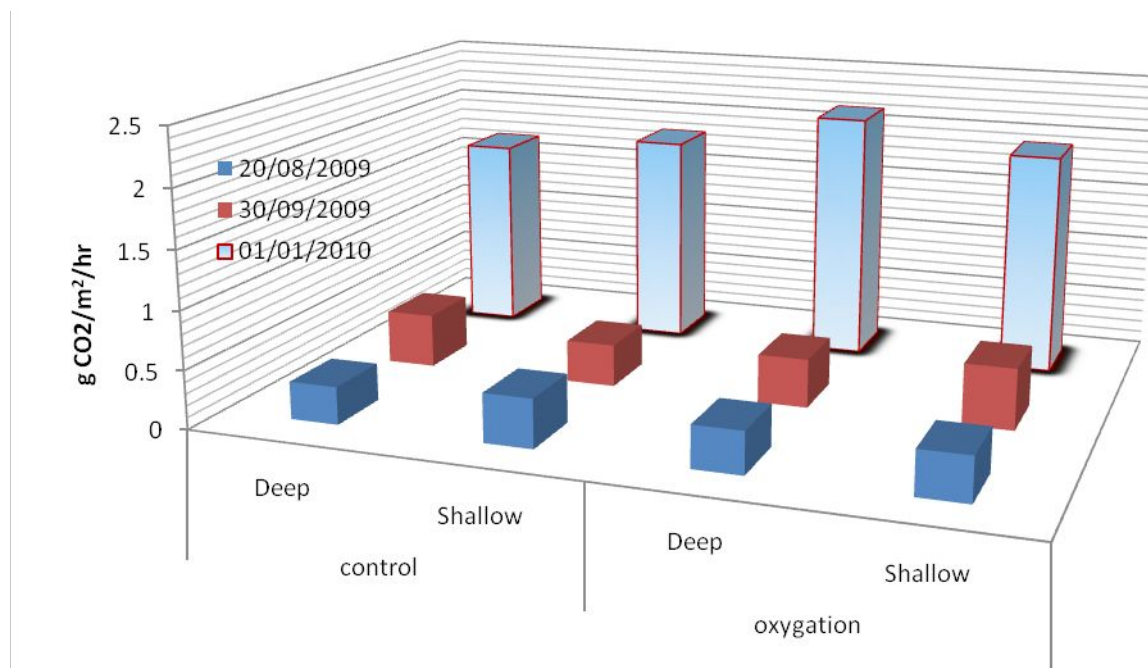 2.5
2
1.5
1
0.5
0
g CO2/m²/hr
20/08/2009
30/09/2009
01/01/2010
Deep
Shallow
Deep
Shallow
control
oxygation